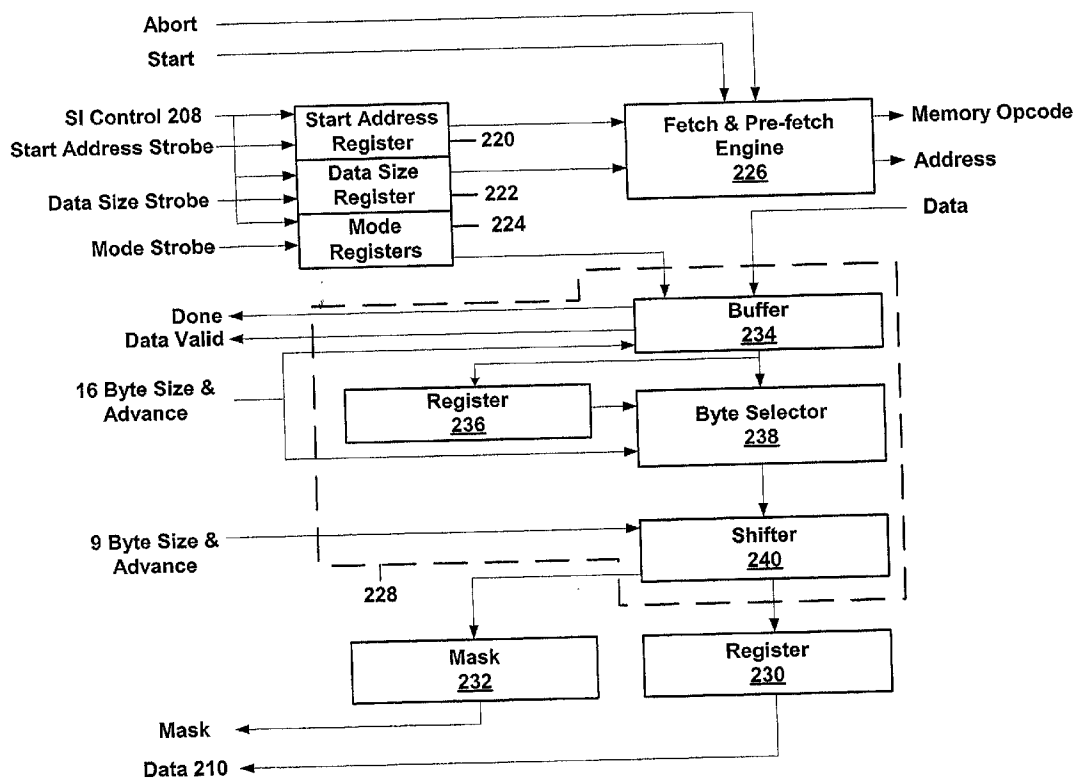 Abort
Start
SI Control 208
Start Address Strobe
Data Size Strobe
Mode Strobe
Start Address
Register
220
Data Size
Register
222
Mode
Registers
224
Fetch & Pre-fetch
Engine
226
Memory Opcode
Address
Data
Done
Data Valid
Buffer
234
16 Byte Size &
Advance
Register
236
Byte Selector
238
9 Byte Size &
Advance
Shifter
240
228
Mask
232
Register
230
Mask
Data 210